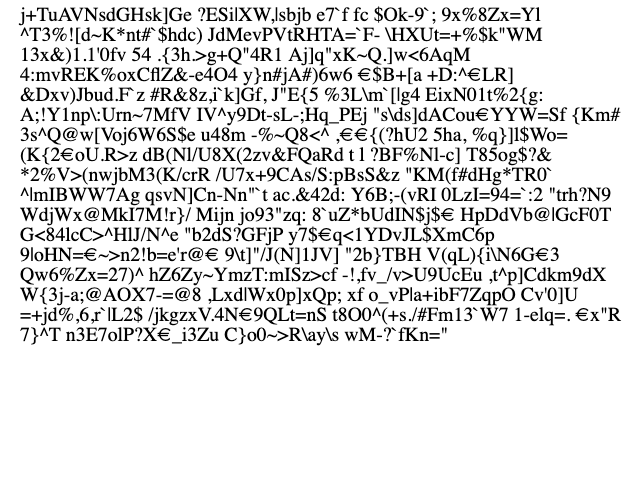 j+TuAVNsdGHsk]Ge ?ESi|XW,|sbjb e7`f fc $Ok-9`; 9x%8Zx=Yl
^T3%![d~K*nt#`$hdc) JdMevPVtRHTA=`F- \HXUt=+%$k"WM
13x&)1.1'0fv 54 .{3h.>g+Q"4R1 Aj]q"xK~Q.]w<6AqM
4:mvREK%oxCflZ&-e4O4 y}n#jA#)6w6 €$B+[a +D:^€LR]
&Dxv)Jbud.F`z #R&8z,i`k]Gf, J"E{5 %3L\m`[|g4 EixN01t%2{g:
A;!Y1np\:Urn~7MfV IV^y9Dt-sL-;Hq_PEj "s\ds]dACou€YYW=Sf {Km#
3s^Q@w[Voj6W6S$e u48m -%~Q8<^ ,€€{(?hU2 5ha, %q}]l$Wo=
(K{2€oU.R>z dB(Nl/U8X(2zv&FQaRd t l ?BF%Nl-c] T85og$?&
*2%V>(nwjbM3(K/crR /U7x+9CAs/S:pBsS&z "KM(f#dHg*TR0`
^|mIBWW7Ag qsvN]Cn-Nn"`t ac.&42d: Y6B;-(vRI 0LzI=94=`:2 "trh?N9
WdjWx@MkI7M!r}/ Mijn jo93"zq: 8`uZ*bUdIN$j$€ HpDdVb@|GcF0T
G<84lcC>^HlJ/N^e "b2dS?GFjP y7$€q<1YDvJL$XmC6p
9|oHN=€~>n2!b=e'r@€ 9\t]"/J(N]1JV] "2b}TBH V(qL){i\N6G€3
Qw6%Zx=27)^ hZ6Zy~YmzT:mISz>cf -!,fv_/v>U9UcEu ,t^p]Cdkm9dX
W{3j-a;@AOX7-=@8 ,Lxd|Wx0p]xQp; xf o_vP|a+ibF7ZqpO Cv'0]U
=+jd%,6,r`|L2$ /jkgzxV.4N€9QLt=nS t8O0^(+s./#Fm13`W7 1-elq=. €x"R
7}^T n3E7olP?X€_i3Zu C}o0~>R\ay\s wM-?`fKn="